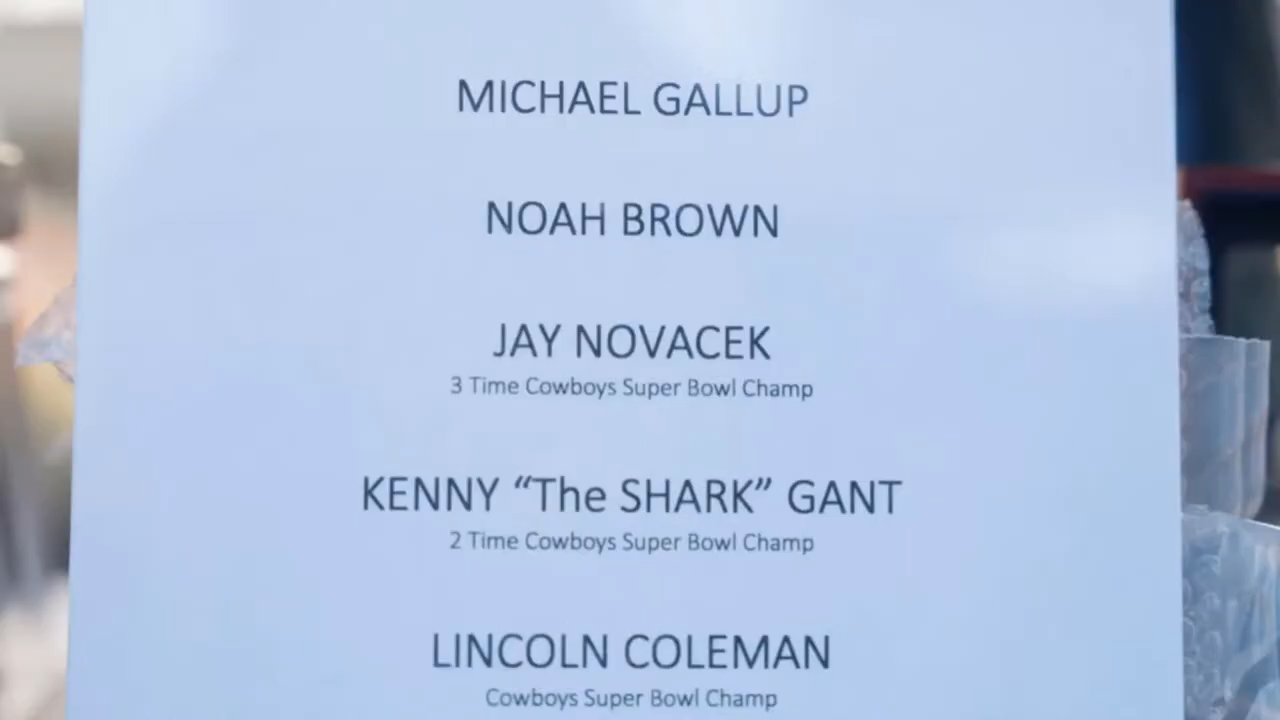 MICHAEL GALLUP
NOAH BROWN
JAY NOVACEK
3 Time Cowboys Super Bowl Champ
KENNY “The SHARK” GANT
2 Time Cowboys Super Bowl Champ
LINCOLN COLEMAN
Cowboys Super Bowl Champ